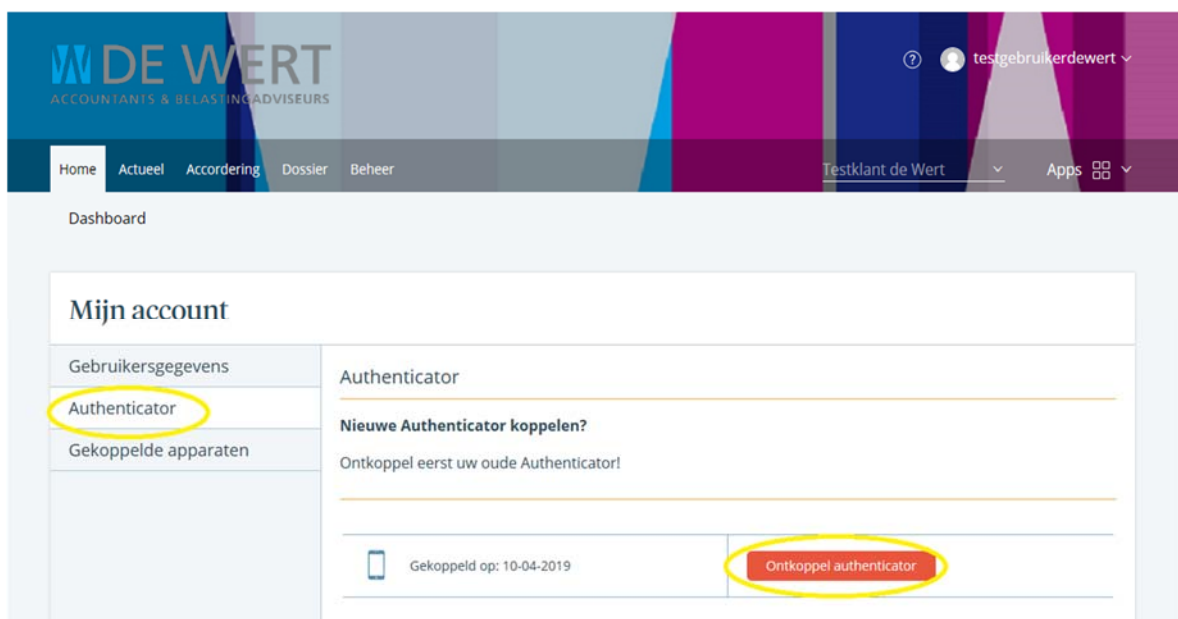 W DE WERT
ACCOUNTANTS & BELASTINGADVISEURS
? testgebruikerdewert
Home Actueel Accordering Dossier Beheer Testklant de Wert Apps
Dashboard
Mijn account
Gebruikersgegevens
Authenticator
Gekoppelde apparaten
Authenticator
Nieuwe Authenticator koppelen?
Ontkoppel eerst uw oude Authenticator!
Gekoppeld op: 10-04-2019 Ontkoppel authenticator